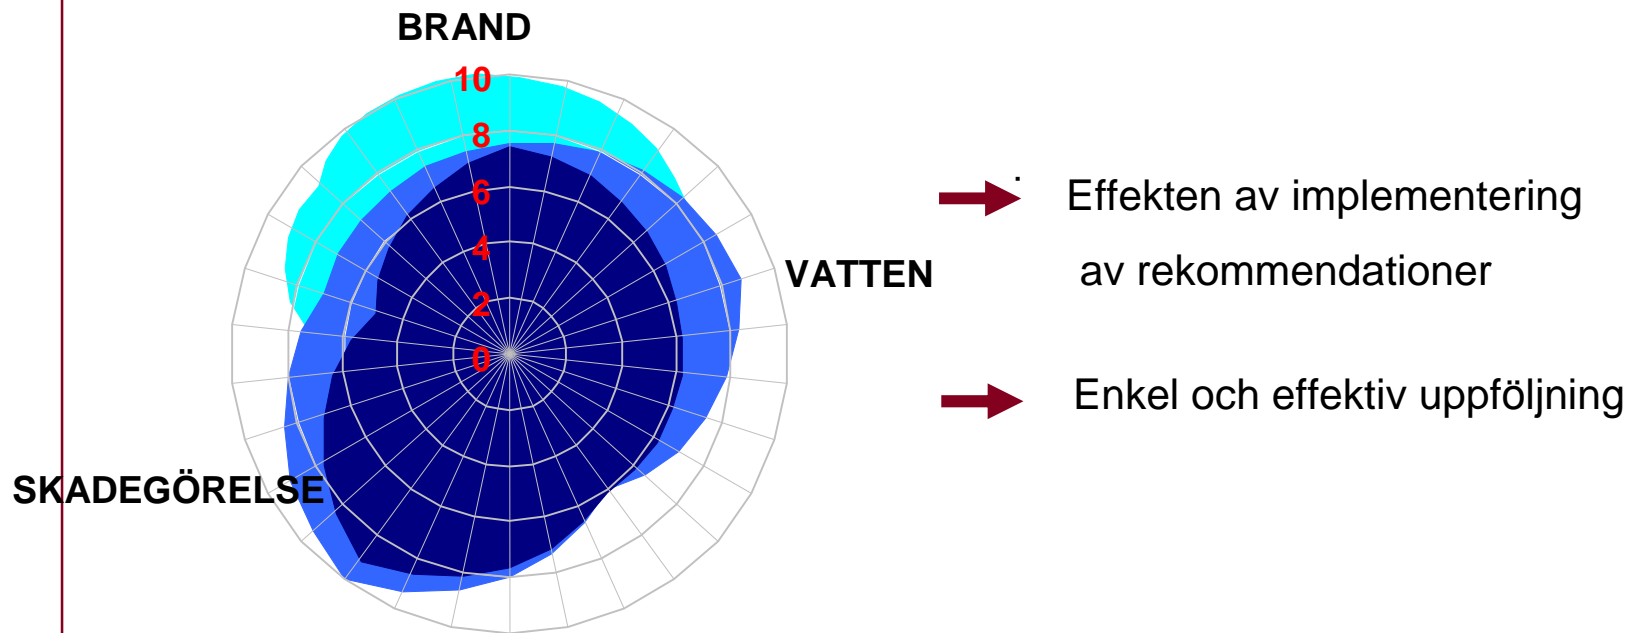 BRAND
10
8
6
4
2
0
VATTEN
SKADEGÖRELSE
. Effekten av implementering
av rekommendationer
Enkel och effektiv uppföljning